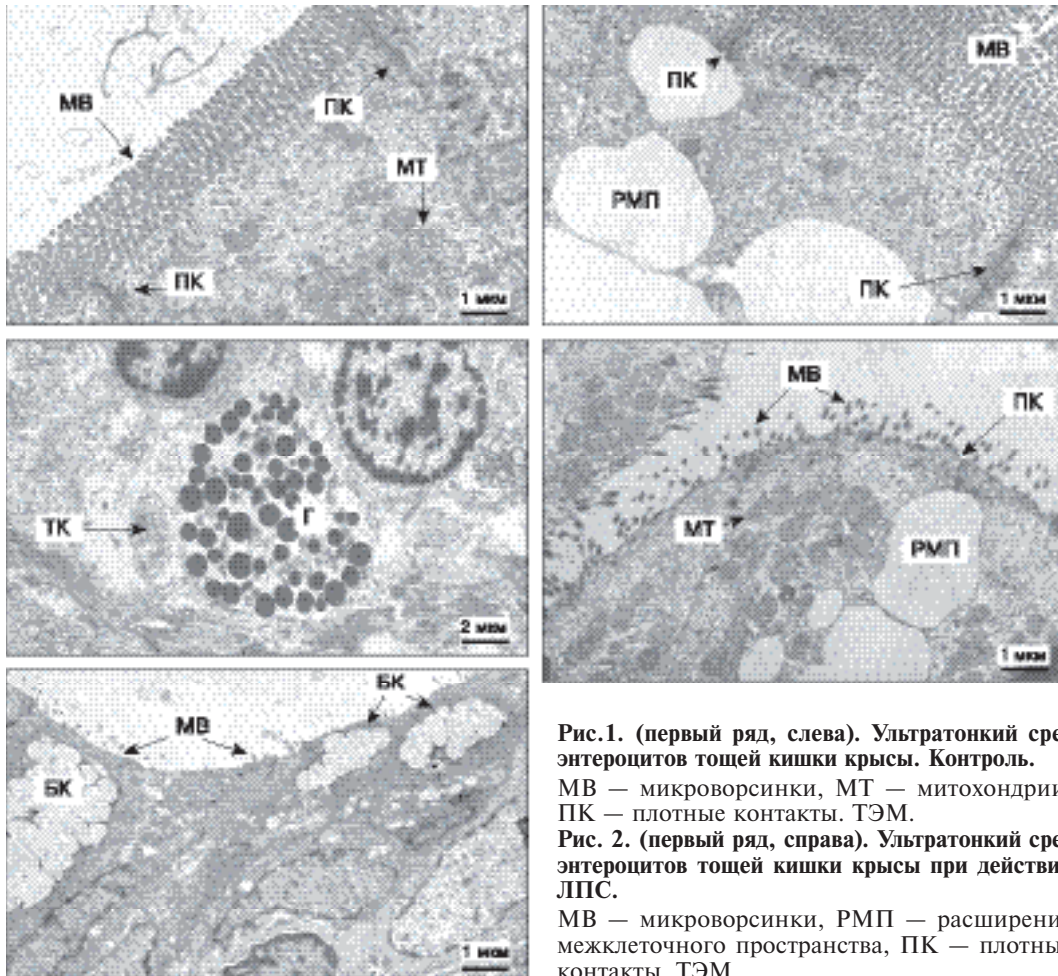 МВ
ПК
МТ
ПК
1 мкм
ПК
МВ
РМП
ПК
1 мкм
ТК
Г
2 мкм
МВ
ПК
МТ
РМП
1 мкм
БК
МВ
БК
1 мкм
Рис.1. (первый ряд, слева). Ультратонкий сре
энтероцитов тощей кишки крысы. Контроль.
МВ — микроворсинки, МТ — митохондрии
ПК — плотные контакты. ТЭМ.
Рис. 2. (первый ряд, справа). Ультратонкий сре
энтероцитов тощей кишки крысы при действи
ЛПС.
МВ — микроворсинки, РМП — расширени
межклеточного пространства, ПК — плотны
контакты. ТЭМ